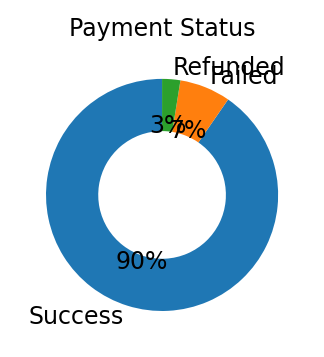 Payment Status
Refunded
Failed
3%
7%
90%
Success